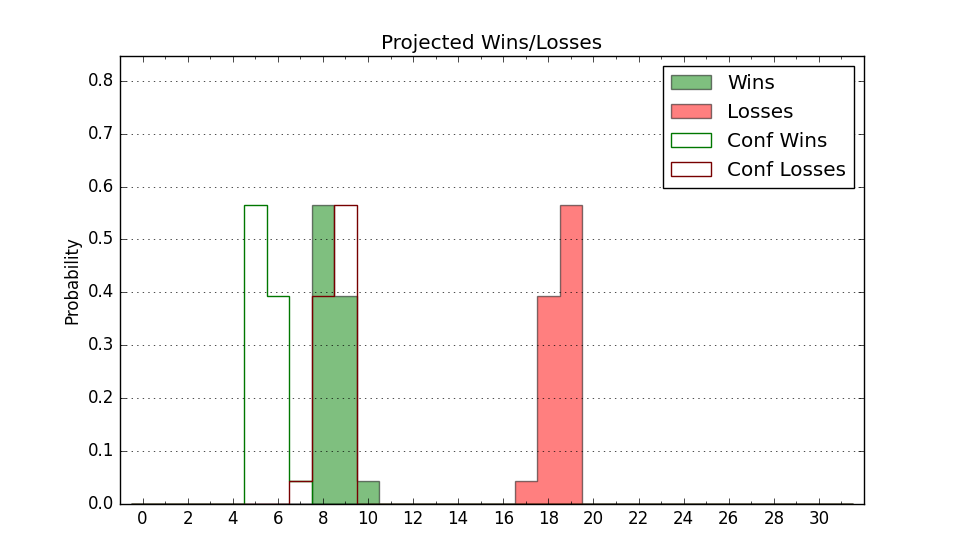 Projected Wins/Losses
Probability
0.8
0.7
0.6
0.5
0.4
0.3
0.2
0.1
0.0
0 2 4 6 8 10 12 14 16 18 20 22 24 26 28 30
Wins
Losses
Conf Wins
Conf Losses